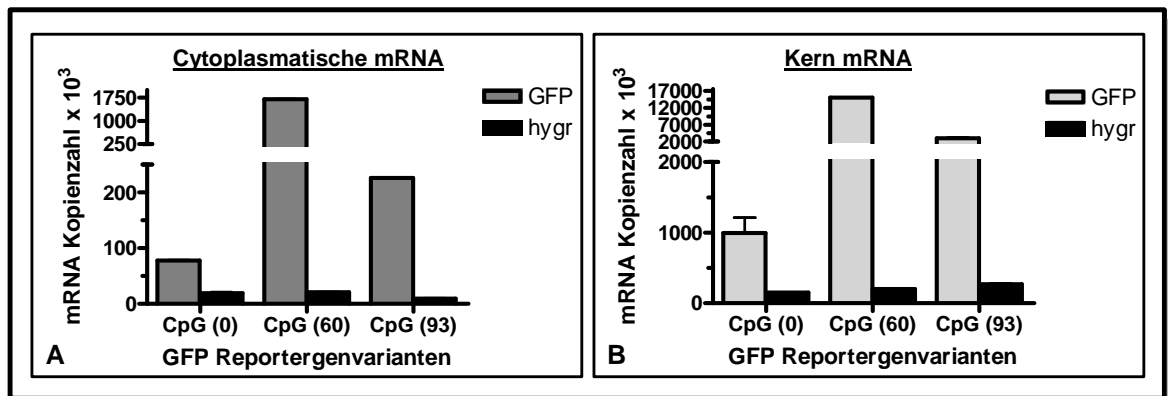 Cytoplasmatische mRNA
mRNA Kopienzahl x 10³
1750
1000
250
200
100
0
GFP
hygr
CpG (0) CpG (60) CpG (93)
A GFP Reportergenvarianten
Kern mRNA
mRNA Kopienzahl x 10³
17000
12000
7000
2000
2000
1000
0
GFP
hygr
CpG (0) CpG (60) CpG (93)
B GFP Reportergenvarianten